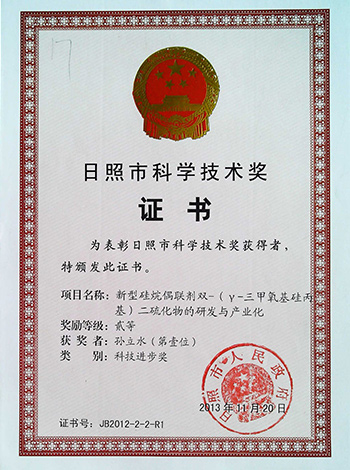 日照市科学技术奖
证书
为表彰日照市科学技术奖获得者，
特颁发此证书。
项目名称：新型硅烷偶联剂双-（γ-三甲氧基硅丙
基）二硫化物的研发与产业化
奖励等级：贰等
获奖者：孙立水（第壹位）
类别：科技进步奖
日照市人民政府
2013年11月20日
证书号：JB2012-2-2-R1